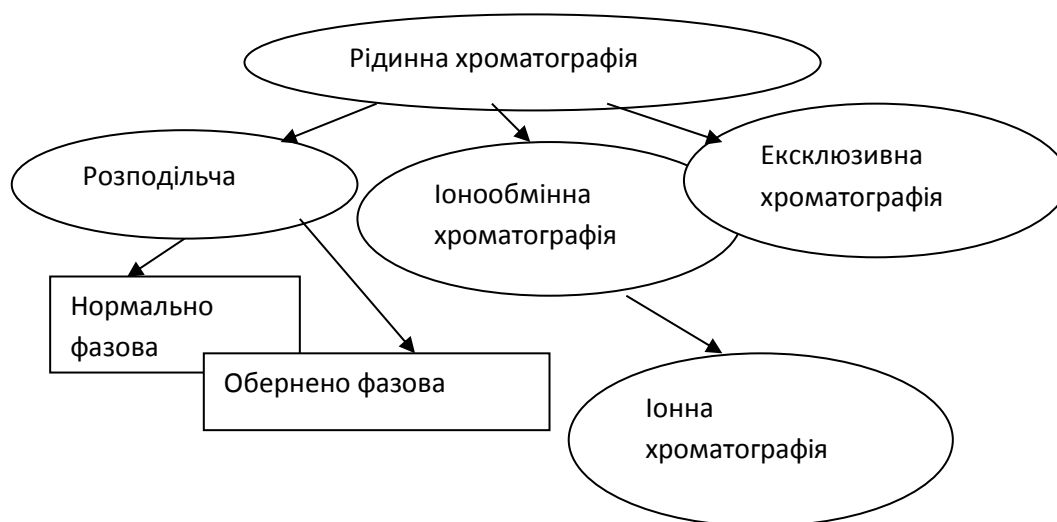 Рідинна хроматографія
Розподільча
Іонообмінна
хроматографія
Ексклюзивна
хроматографія
Нормально
фазова
Обернено фазова
Іонна
хроматографія